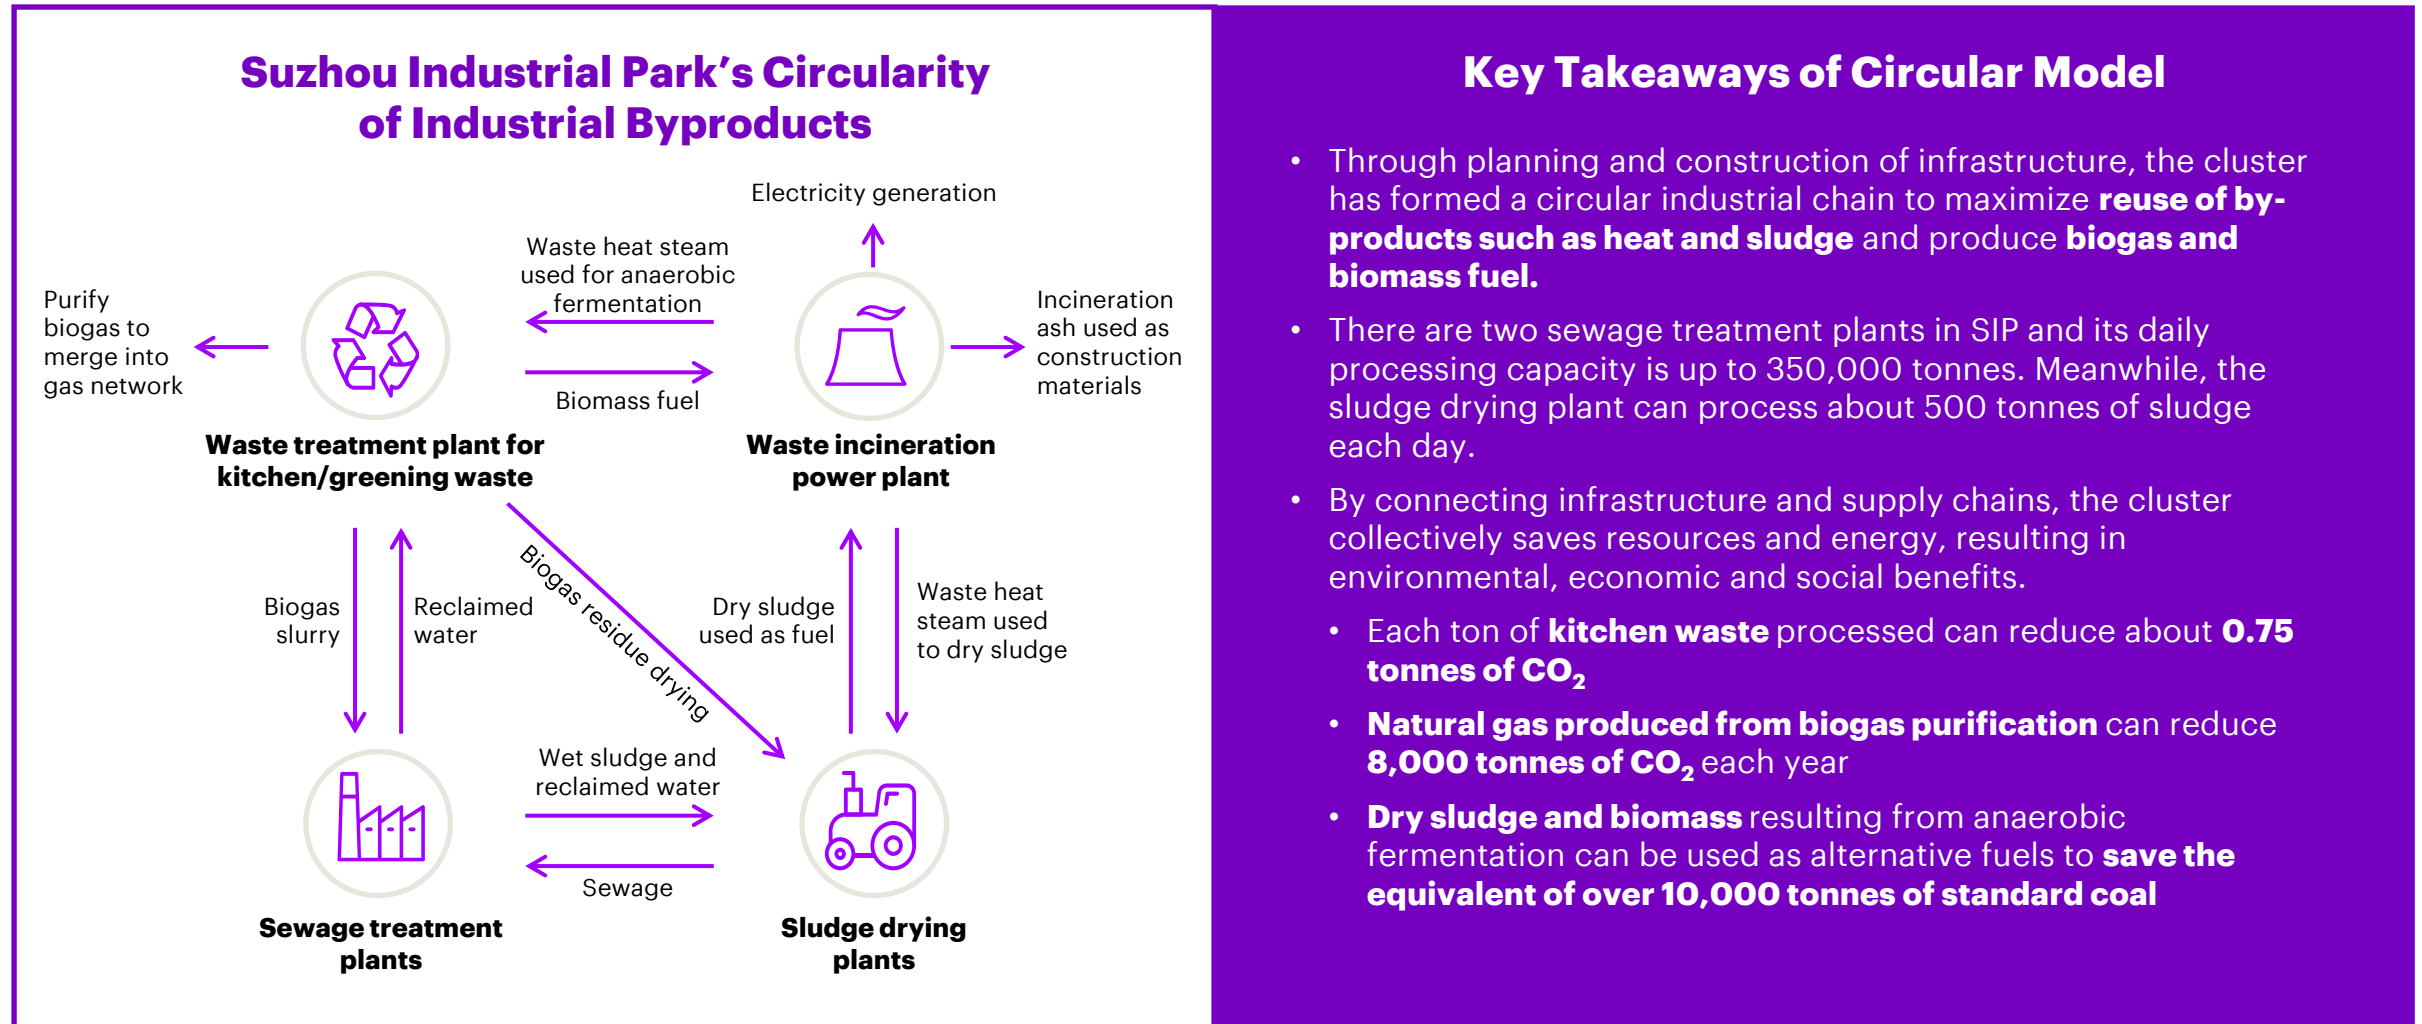 Suzhou Industrial Park’s Circularity
of Industrial Byproducts
Electricity generation
Waste heat steam
used for anaerobic
fermentation
Purify
biogas to
merge into
gas network
Incineration
ash used as
construction
materials
Biomass fuel
Waste treatment plant for
kitchen/greening waste
Waste incineration
power plant
Biogas
slurry
Reclaimed
water
Biogas residue drying
Dry sludge
used as fuel
Waste heat
steam used
to dry sludge
Wet sludge and
reclaimed water
Sewage
Sewage treatment
plants
Sludge drying
plants
Key Takeaways of Circular Model
• Through planning and construction of infrastructure, the cluster
has formed a circular industrial chain to maximize reuse of by-
products such as heat and sludge and produce biogas and
biomass fuel.
• There are two sewage treatment plants in SIP and its daily
processing capacity is up to 350,000 tonnes. Meanwhile, the
sludge drying plant can process about 500 tonnes of sludge
each day.
• By connecting infrastructure and supply chains, the cluster
collectively saves resources and energy, resulting in
environmental, economic and social benefits.
• Each ton of kitchen waste processed can reduce about 0.75
tonnes of CO₂
• Natural gas produced from biogas purification can reduce
8,000 tonnes of CO₂ each year
• Dry sludge and biomass resulting from anaerobic
fermentation can be used as alternative fuels to save the
equivalent of over 10,000 tonnes of standard coal